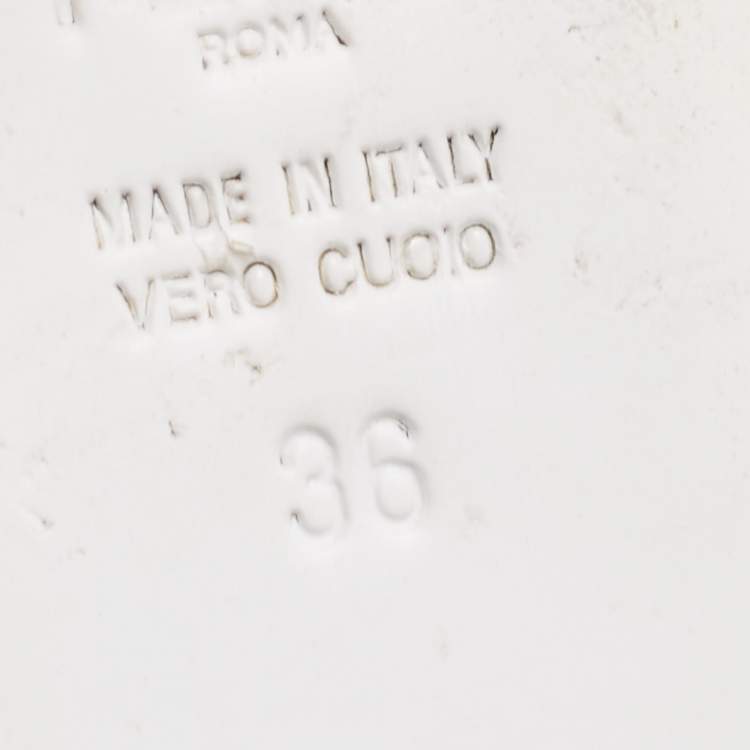 ROMA
MADE IN ITALY
VERO CUOIO
36